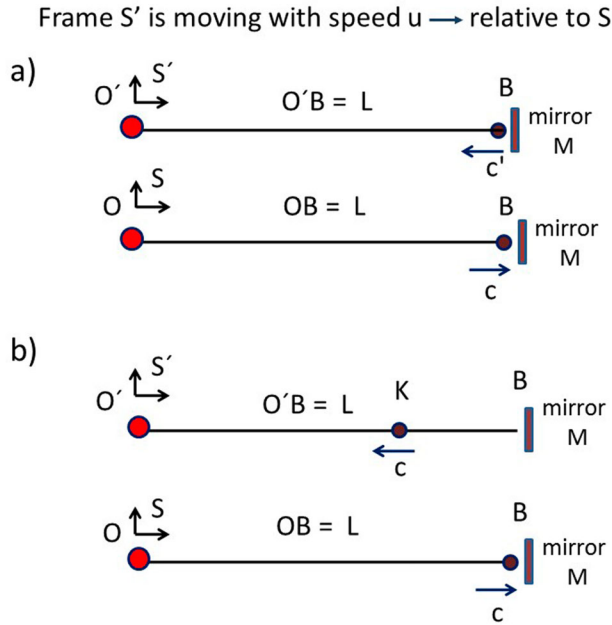 Frame S’ is moving with speed u → relative to S
a)
S´
O´
O´B = L
B
mirror
M
c'
S
O
OB = L
B
mirror
M
c
b)
S´
O´
O´B = L
K
B
mirror
M
c
S
O
OB = L
B
mirror
M
c